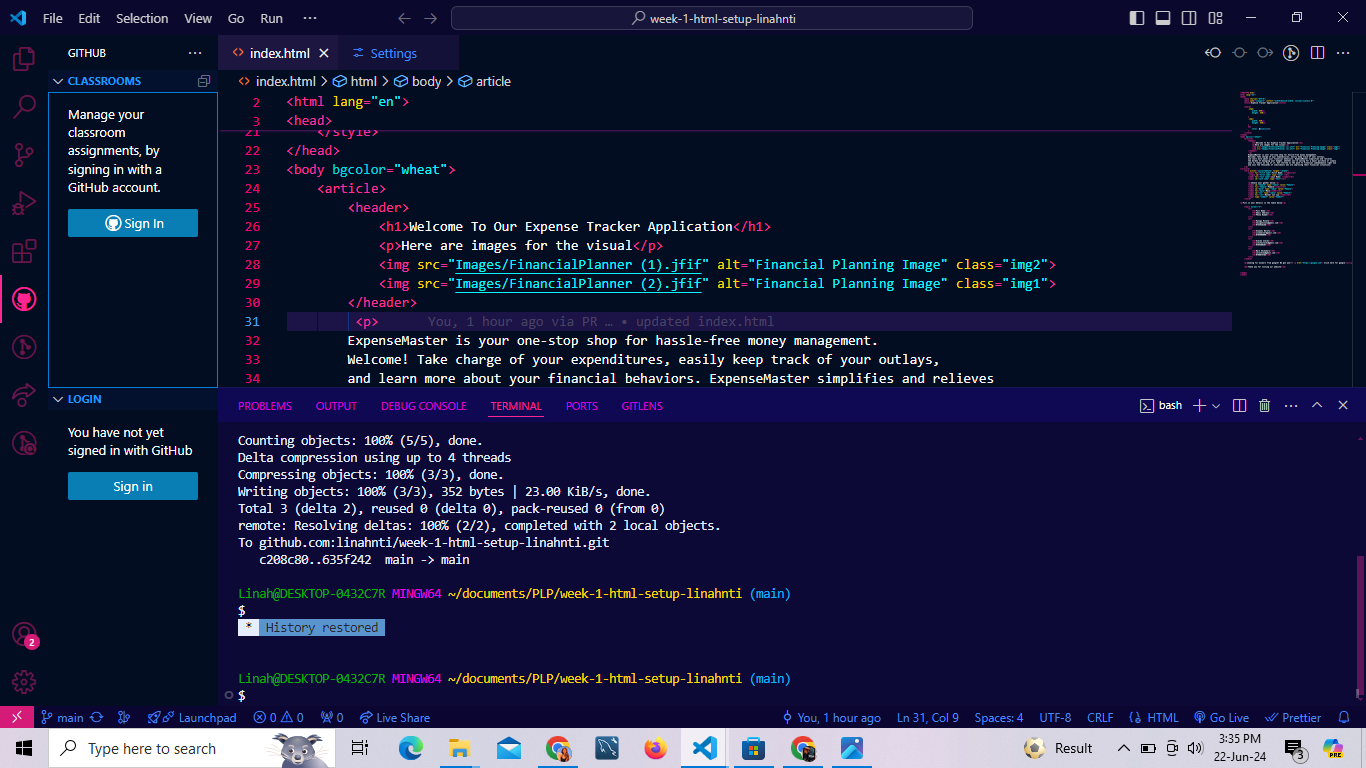 File Edit Selection View Go Run ··· week-1-html-setup-linahnti
GITHUB ···
CLASSROOMS
Manage your
classroom
assignments, by
signing in with a
GitHub account.
Sign In
LOGIN
You have not yet
signed in with GitHub
Sign in
2
index.html Settings
index.html > html > body > article
2 <html lang="en">
3 <head>
21 </style>
22 </head>
23 <body bgcolor="wheat">
24 <article>
25 <header>
26 <h1>Welcome To Our Expense Tracker Application</h1>
27 <p>Here are images for the visual</p>
28 <img src="Images/FinancialPlanner (1).jfif" alt="Financial Planning Image" class="img2">
29 <img src="Images/FinancialPlanner (2).jfif" alt="Financial Planning Image" class="img1">
30 </header>
31 <p> You, 1 hour ago via PR … • updated index.html
32 ExpenseMaster is your one-stop shop for hassle-free money management.
33 Welcome! Take charge of your expenditures, easily keep track of your outlays,
34 and learn more about your financial behaviors. ExpenseMaster simplifies and relieves
PROBLEMS OUTPUT DEBUG CONSOLE TERMINAL PORTS GITLENS bash
Counting objects: 100% (5/5), done.
Delta compression using up to 4 threads
Compressing objects: 100% (3/3), done.
Writing objects: 100% (3/3), 352 bytes | 23.00 KiB/s, done.
Total 3 (delta 2), reused 0 (delta 0), pack-reused 0 (from 0)
remote: Resolving deltas: 100% (2/2), completed with 2 local objects.
To github.com:linahnti/week-1-html-setup-linahnti.git
c208c80..635f242 main -> main
Linah@DESKTOP-0432C7R MINGW64 ~/documents/PLP/week-1-html-setup-linahnti (main)
$
* History restored
Linah@DESKTOP-0432C7R MINGW64 ~/documents/PLP/week-1-html-setup-linahnti (main)
$
main Launchpad 0 0 0 Live Share You, 1 hour ago Ln 31, Col 9 Spaces: 4 UTF-8 CRLF HTML Go Live Prettier
Type here to search Result 3:35 PM
22-Jun-24 3 PRE